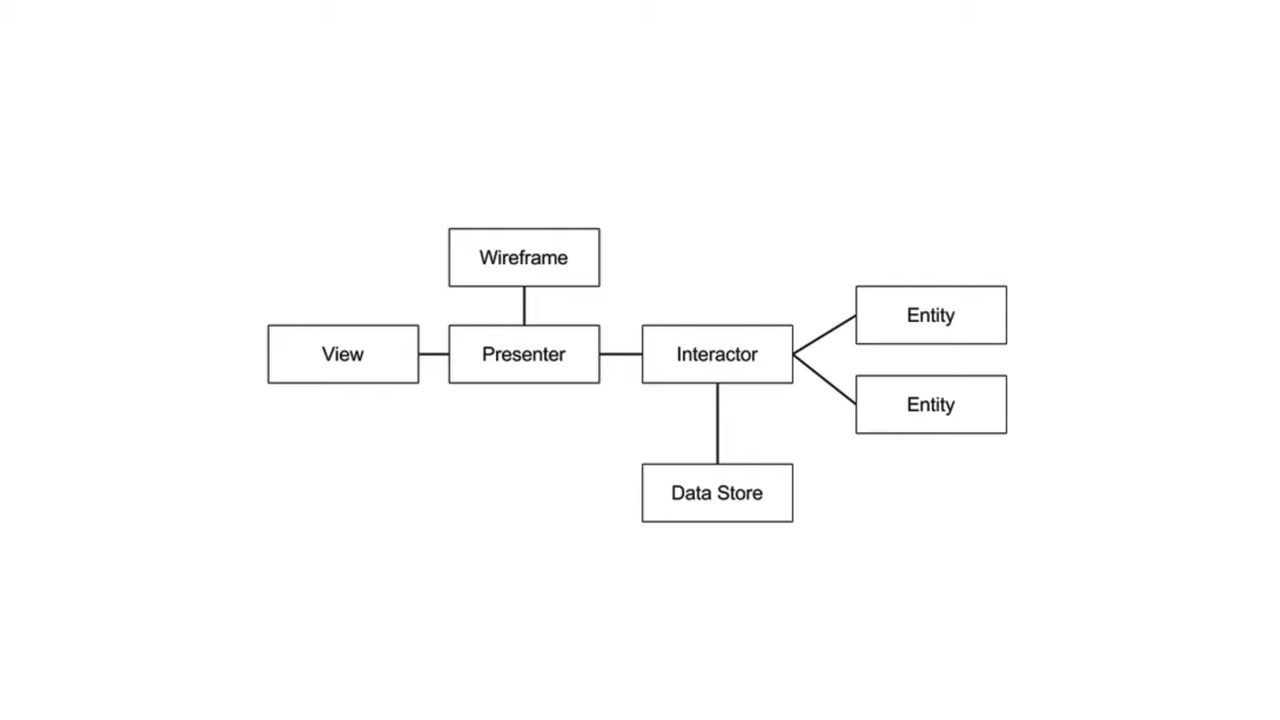 Wireframe
View
Presenter
Interactor
Entity
Entity
Data Store